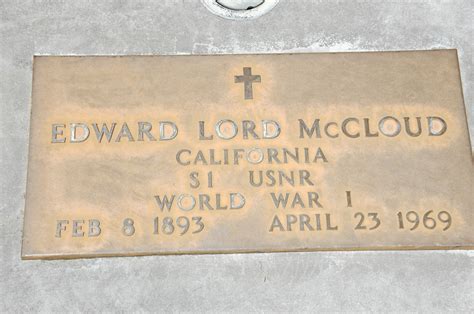 EDWARD LORD McCLOUD
CALIFORNIA
S1 USNR
WORLD WAR I
FEB 8 1893 APRIL 23 1969